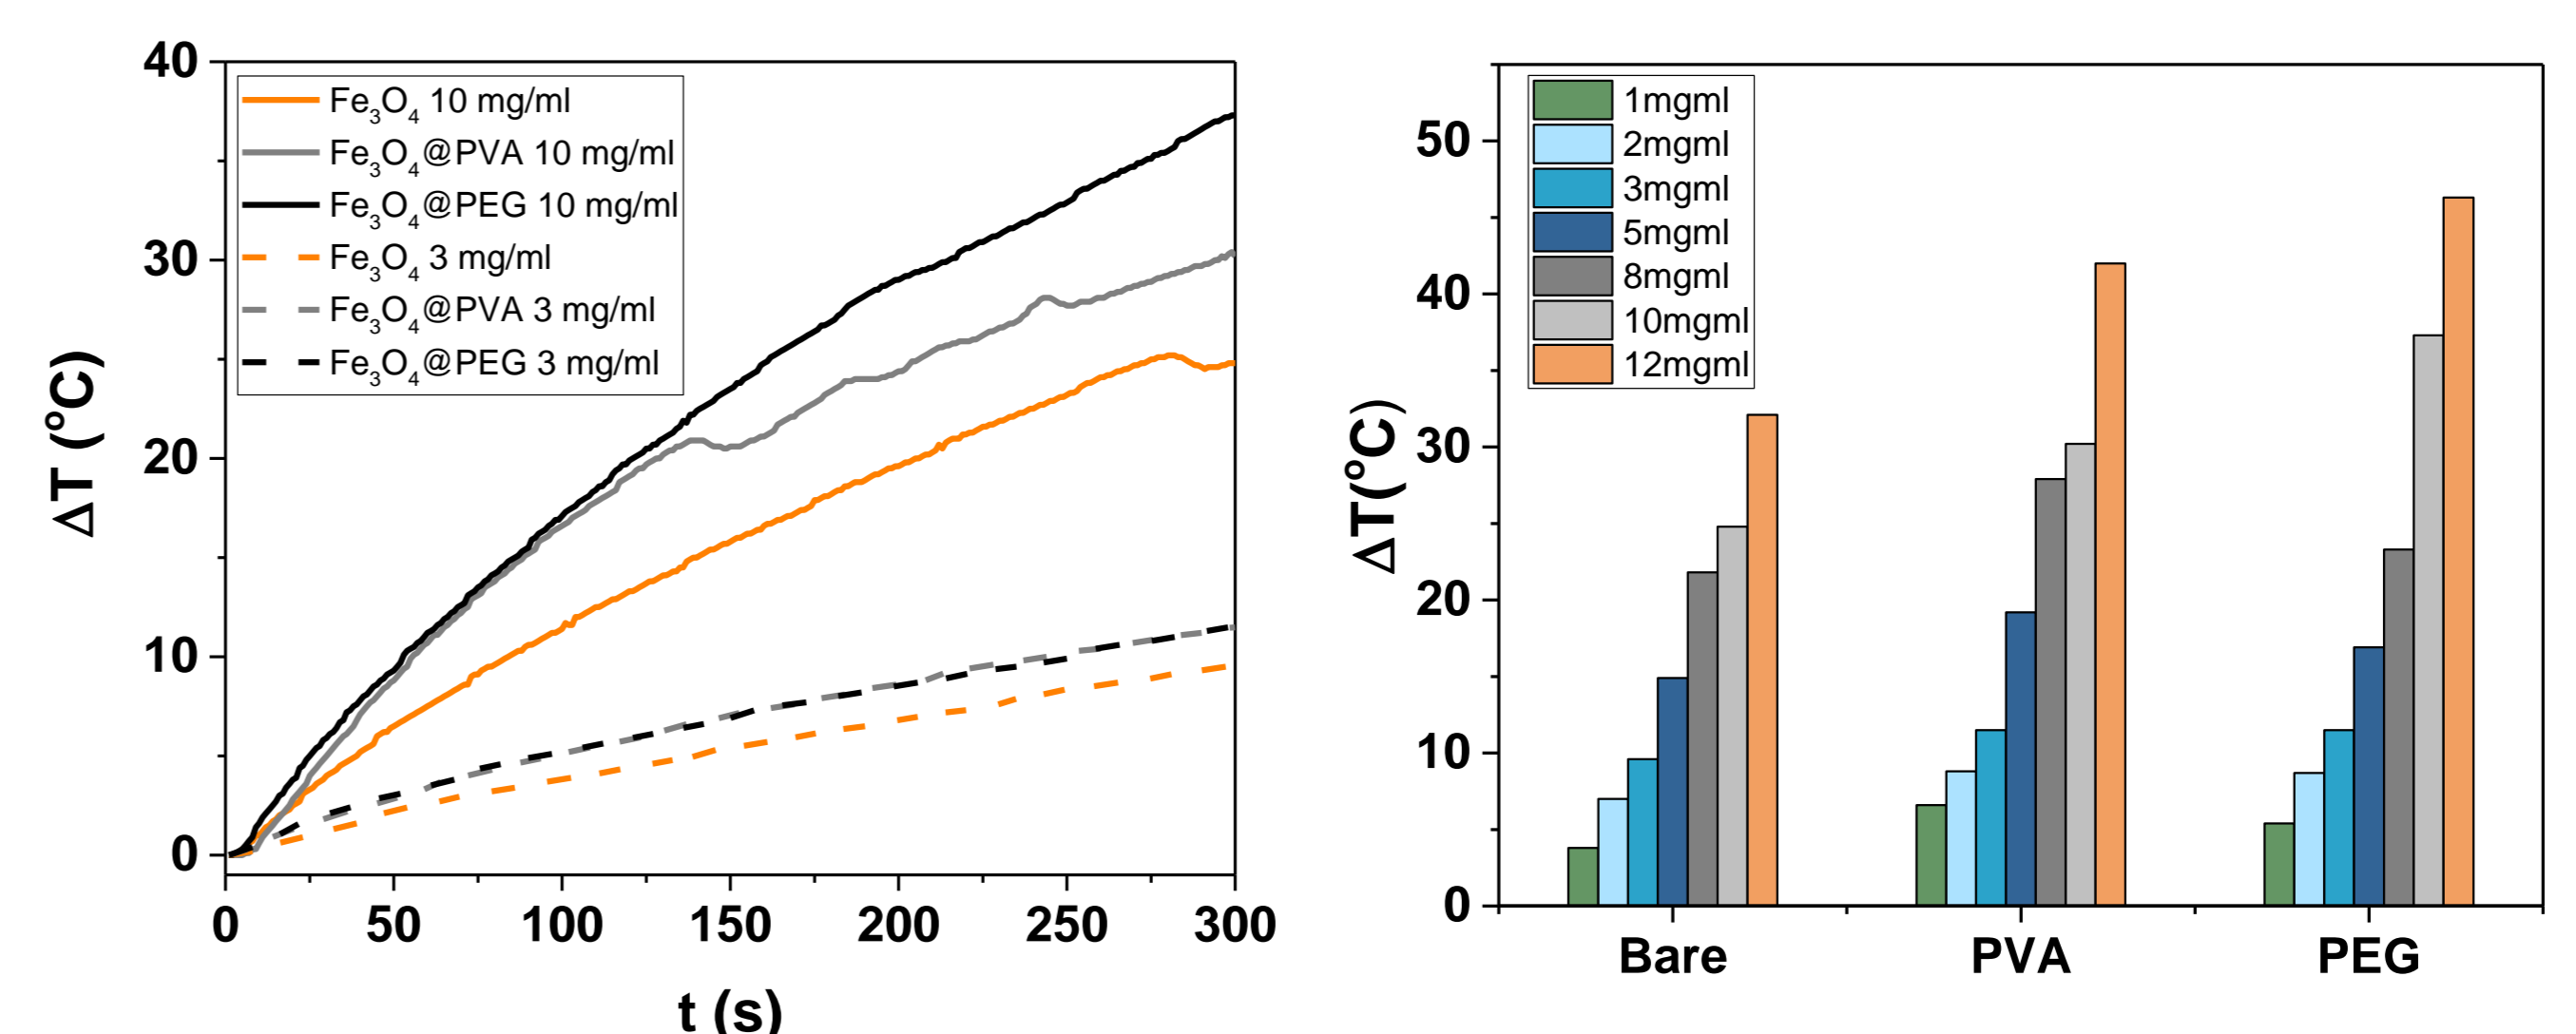 40
30
20
10
0
ΔT (°C)
Fe₃O₄ 10 mg/ml
Fe₃O₄@PVA 10 mg/ml
Fe₃O₄@PEG 10 mg/ml
Fe₃O₄ 3 mg/ml
Fe₃O₄@PVA 3 mg/ml
Fe₃O₄@PEG 3 mg/ml
0 50 100 150 200 250 300
t (s)
50
40
30
20
10
0
ΔT(°C)
1mgml
2mgml
3mgml
5mgml
8mgml
10mgml
12mgml
Bare PVA PEG